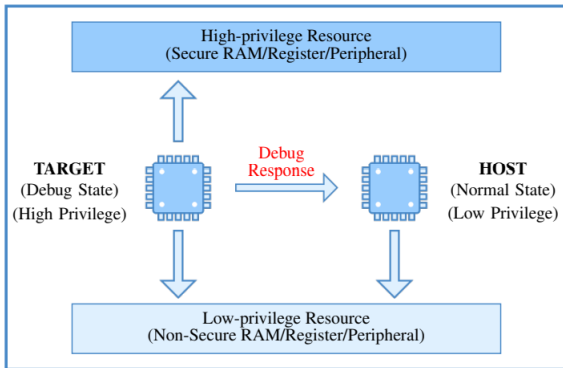 High-privilege Resource
(Secure RAM/Register/Peripheral)
TARGET
(Debug State)
(High Privilege)
Debug
Response
HOST
(Normal State)
(Low Privilege)
Low-privilege Resource
(Non-Secure RAM/Register/Peripheral)